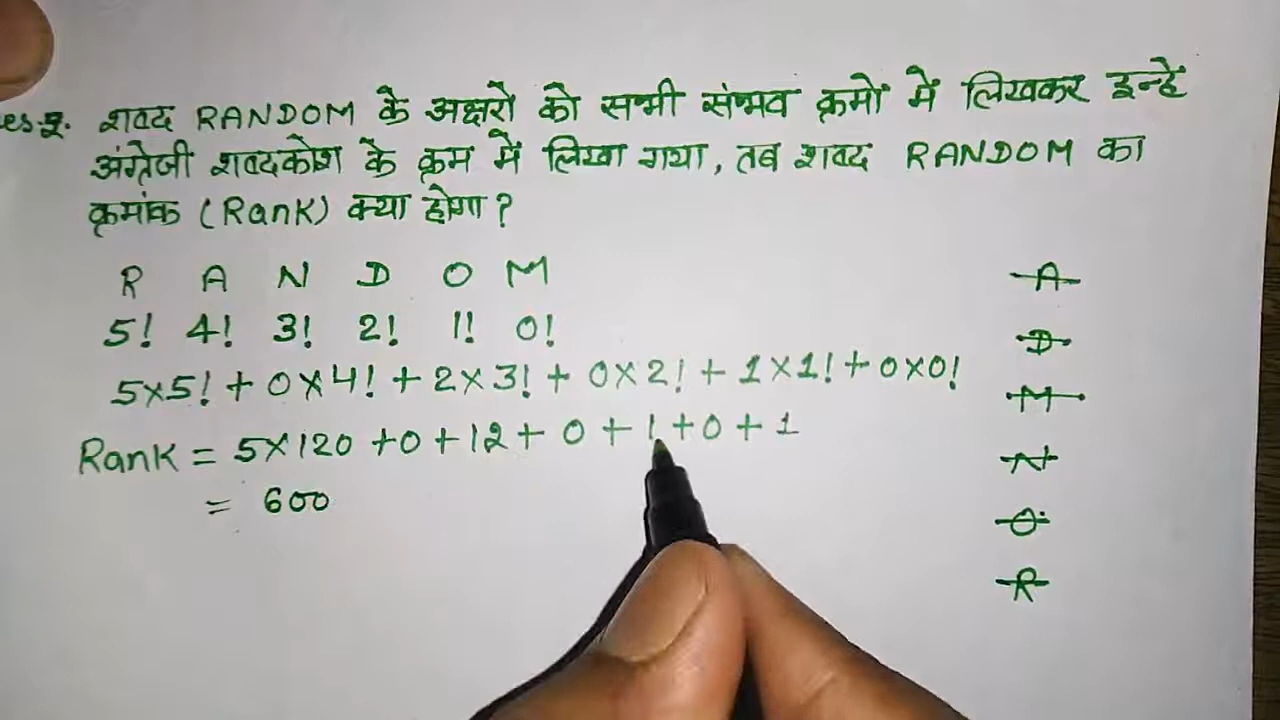 es.2. शब्द RANDOM के अक्षरो को सभी संभव क्रमों में लिखकर इन्हें
अंग्रेजी शब्दकोश के क्रम में लिखा गया, तब शब्द RANDOM का
क्रमांक (Rank) क्या होगा?
R A N D O M
5! 4! 3! 2! 1! 0!
5×5! + 0×4! + 2×3! + 0×2! + 1×1! + 0×0!
Rank = 5×120 +0 +12+ 0 +1 +0 +1
= 600
A
D
M
N
O
R